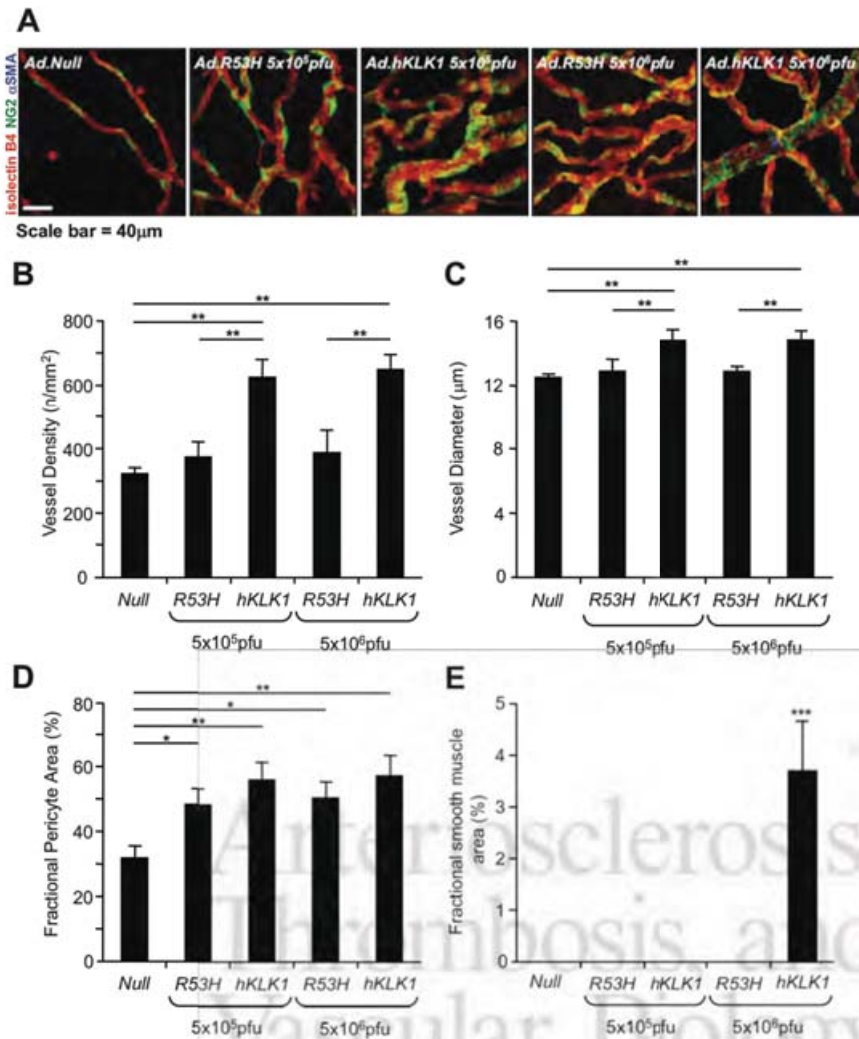 A
Ad.Null
Ad.R53H 5x10⁵pfu
Ad.hKLK1 5x10⁵pfu
Ad.R53H 5x10⁶pfu
Ad.hKLK1 5x10⁶pfu
isolectin B4 NG2 αSMA
Scale bar = 40μm
B
** 
** 
** **
Vessel Density (n/mm²)
800
600
400
200
0
Null R53H hKLK1 R53H hKLK1
5x10⁵pfu 5x10⁶pfu
C
**
**
** **
Vessel Diameter (μm)
16
12
8
4
0
Null R53H hKLK1 R53H hKLK1
5x10⁵pfu 5x10⁶pfu
D
**
*
**
*
Fractional Pericyte Area (%)
80
60
40
20
0
Null R53H hKLK1 R53H hKLK1
5x10⁵pfu 5x10⁶pfu
E
***
Fractional smooth muscle
area (%)
5
4
3
2
1
0
Null R53H hKLK1 R53H hKLK1
5x10⁵pfu 5x10⁶pfu
Arteriosclerosis
Thrombosis, and
Vascular Biology